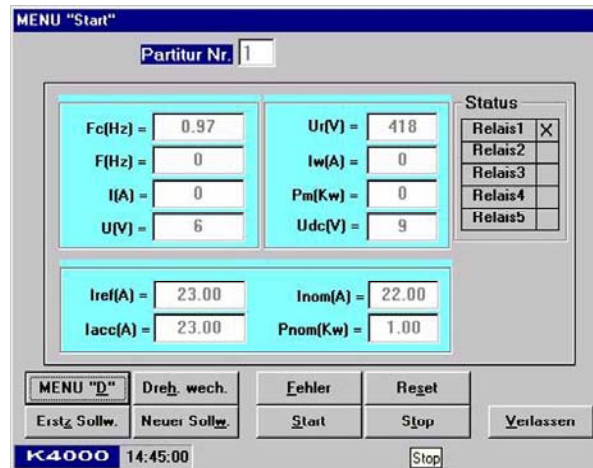 MENU "Start"
Partitur Nr. 1
Status
Fc(Hz) = 0.97
Ur(V) = 418
Relais1 X
F(Hz) = 0
Iw(A) = 0
Relais2
Relais3
I(A) = 0
Pm(Kw) = 0
Relais4
U(V) = 6
Udc(V) = 9
Relais5
Iref(A) = 23.00
Inom(A) = 22.00
Iacc(A) = 23.00
Pnom(Kw) = 1.00
MENU "D"
Dreh. wech.
Fehler
Reset
Erstz Sollw.
Neuer Sollw.
Start
Stop
Verlassen
K4000 14:45:00
Stop